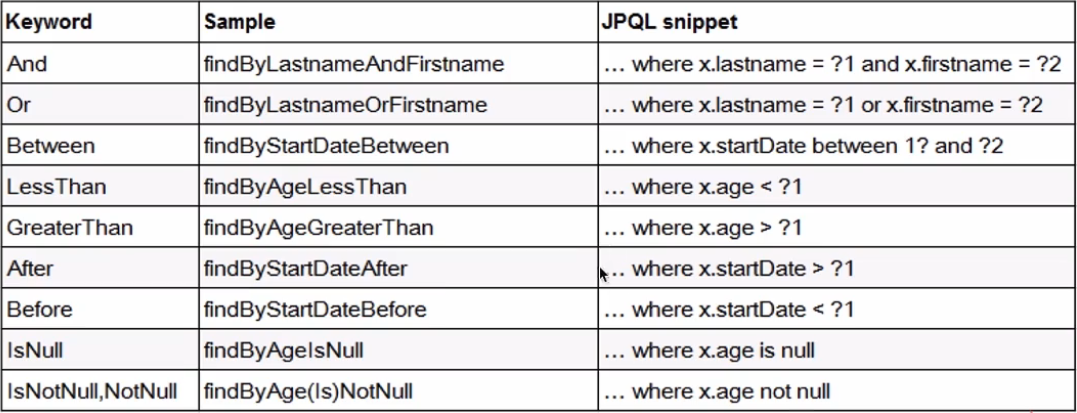 Keyword Sample JPQL snippet
And findByLastnameAndFirstname … where x.lastname = ?1 and x.firstname = ?2
Or findByLastnameOrFirstname … where x.lastname = ?1 or x.firstname = ?2
Between findByStartDateBetween … where x.startDate between 1? and ?2
LessThan findByAgeLessThan … where x.age < ?1
GreaterThan findByAgeGreaterThan … where x.age > ?1
After findByStartDateAfter … where x.startDate > ?1
Before findByStartDateBefore … where x.startDate < ?1
IsNull findByAgeIsNull … where x.age is null
IsNotNull,NotNull findByAge(Is)NotNull … where x.age not null